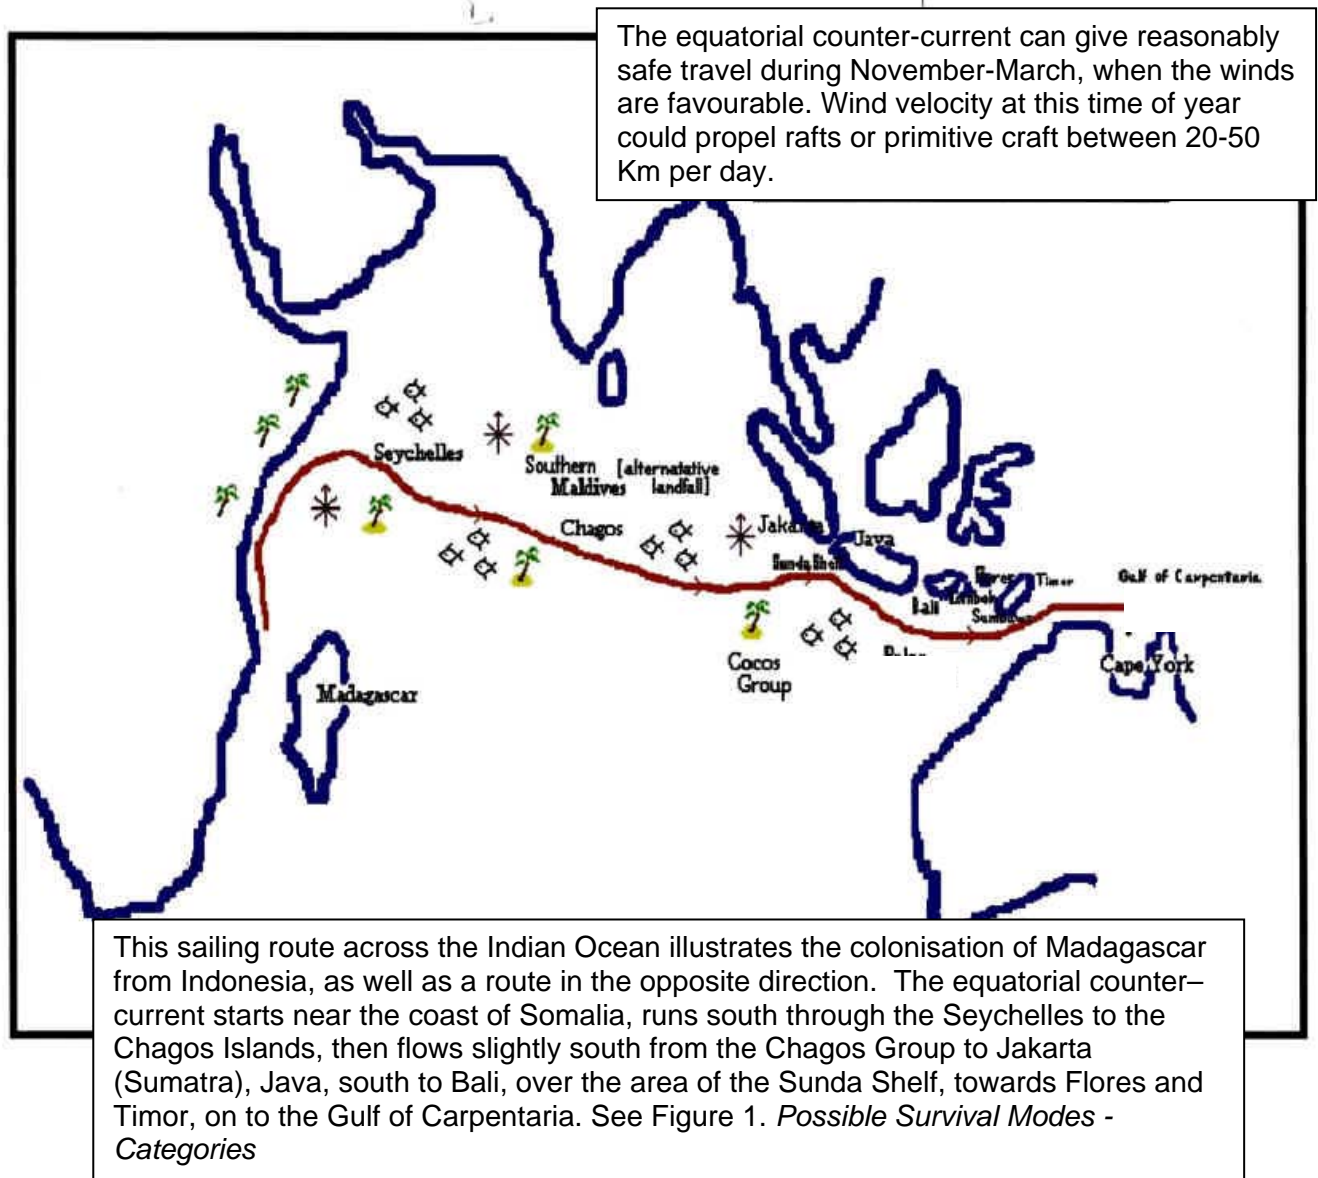 The equatorial counter-current can give reasonably
safe travel during November-March, when the winds
are favourable. Wind velocity at this time of year
could propel rafts or primitive craft between 20-50
Km per day.
Seychelles
Southern [alternatative
Maldives landfall]
Chagos
Jakarta
Java
Sunda Shelf
Flores
Timor
Gulf of Carpentaria
Bali
Lombok
Sumbawa
Cape York
Cocos
Group
Madagascar
This sailing route across the Indian Ocean illustrates the colonisation of Madagascar
from Indonesia, as well as a route in the opposite direction. The equatorial counter–
current starts near the coast of Somalia, runs south through the Seychelles to the
Chagos Islands, then flows slightly south from the Chagos Group to Jakarta
(Sumatra), Java, south to Bali, over the area of the Sunda Shelf, towards Flores and
Timor, on to the Gulf of Carpentaria. See Figure 1. Possible Survival Modes -
Categories